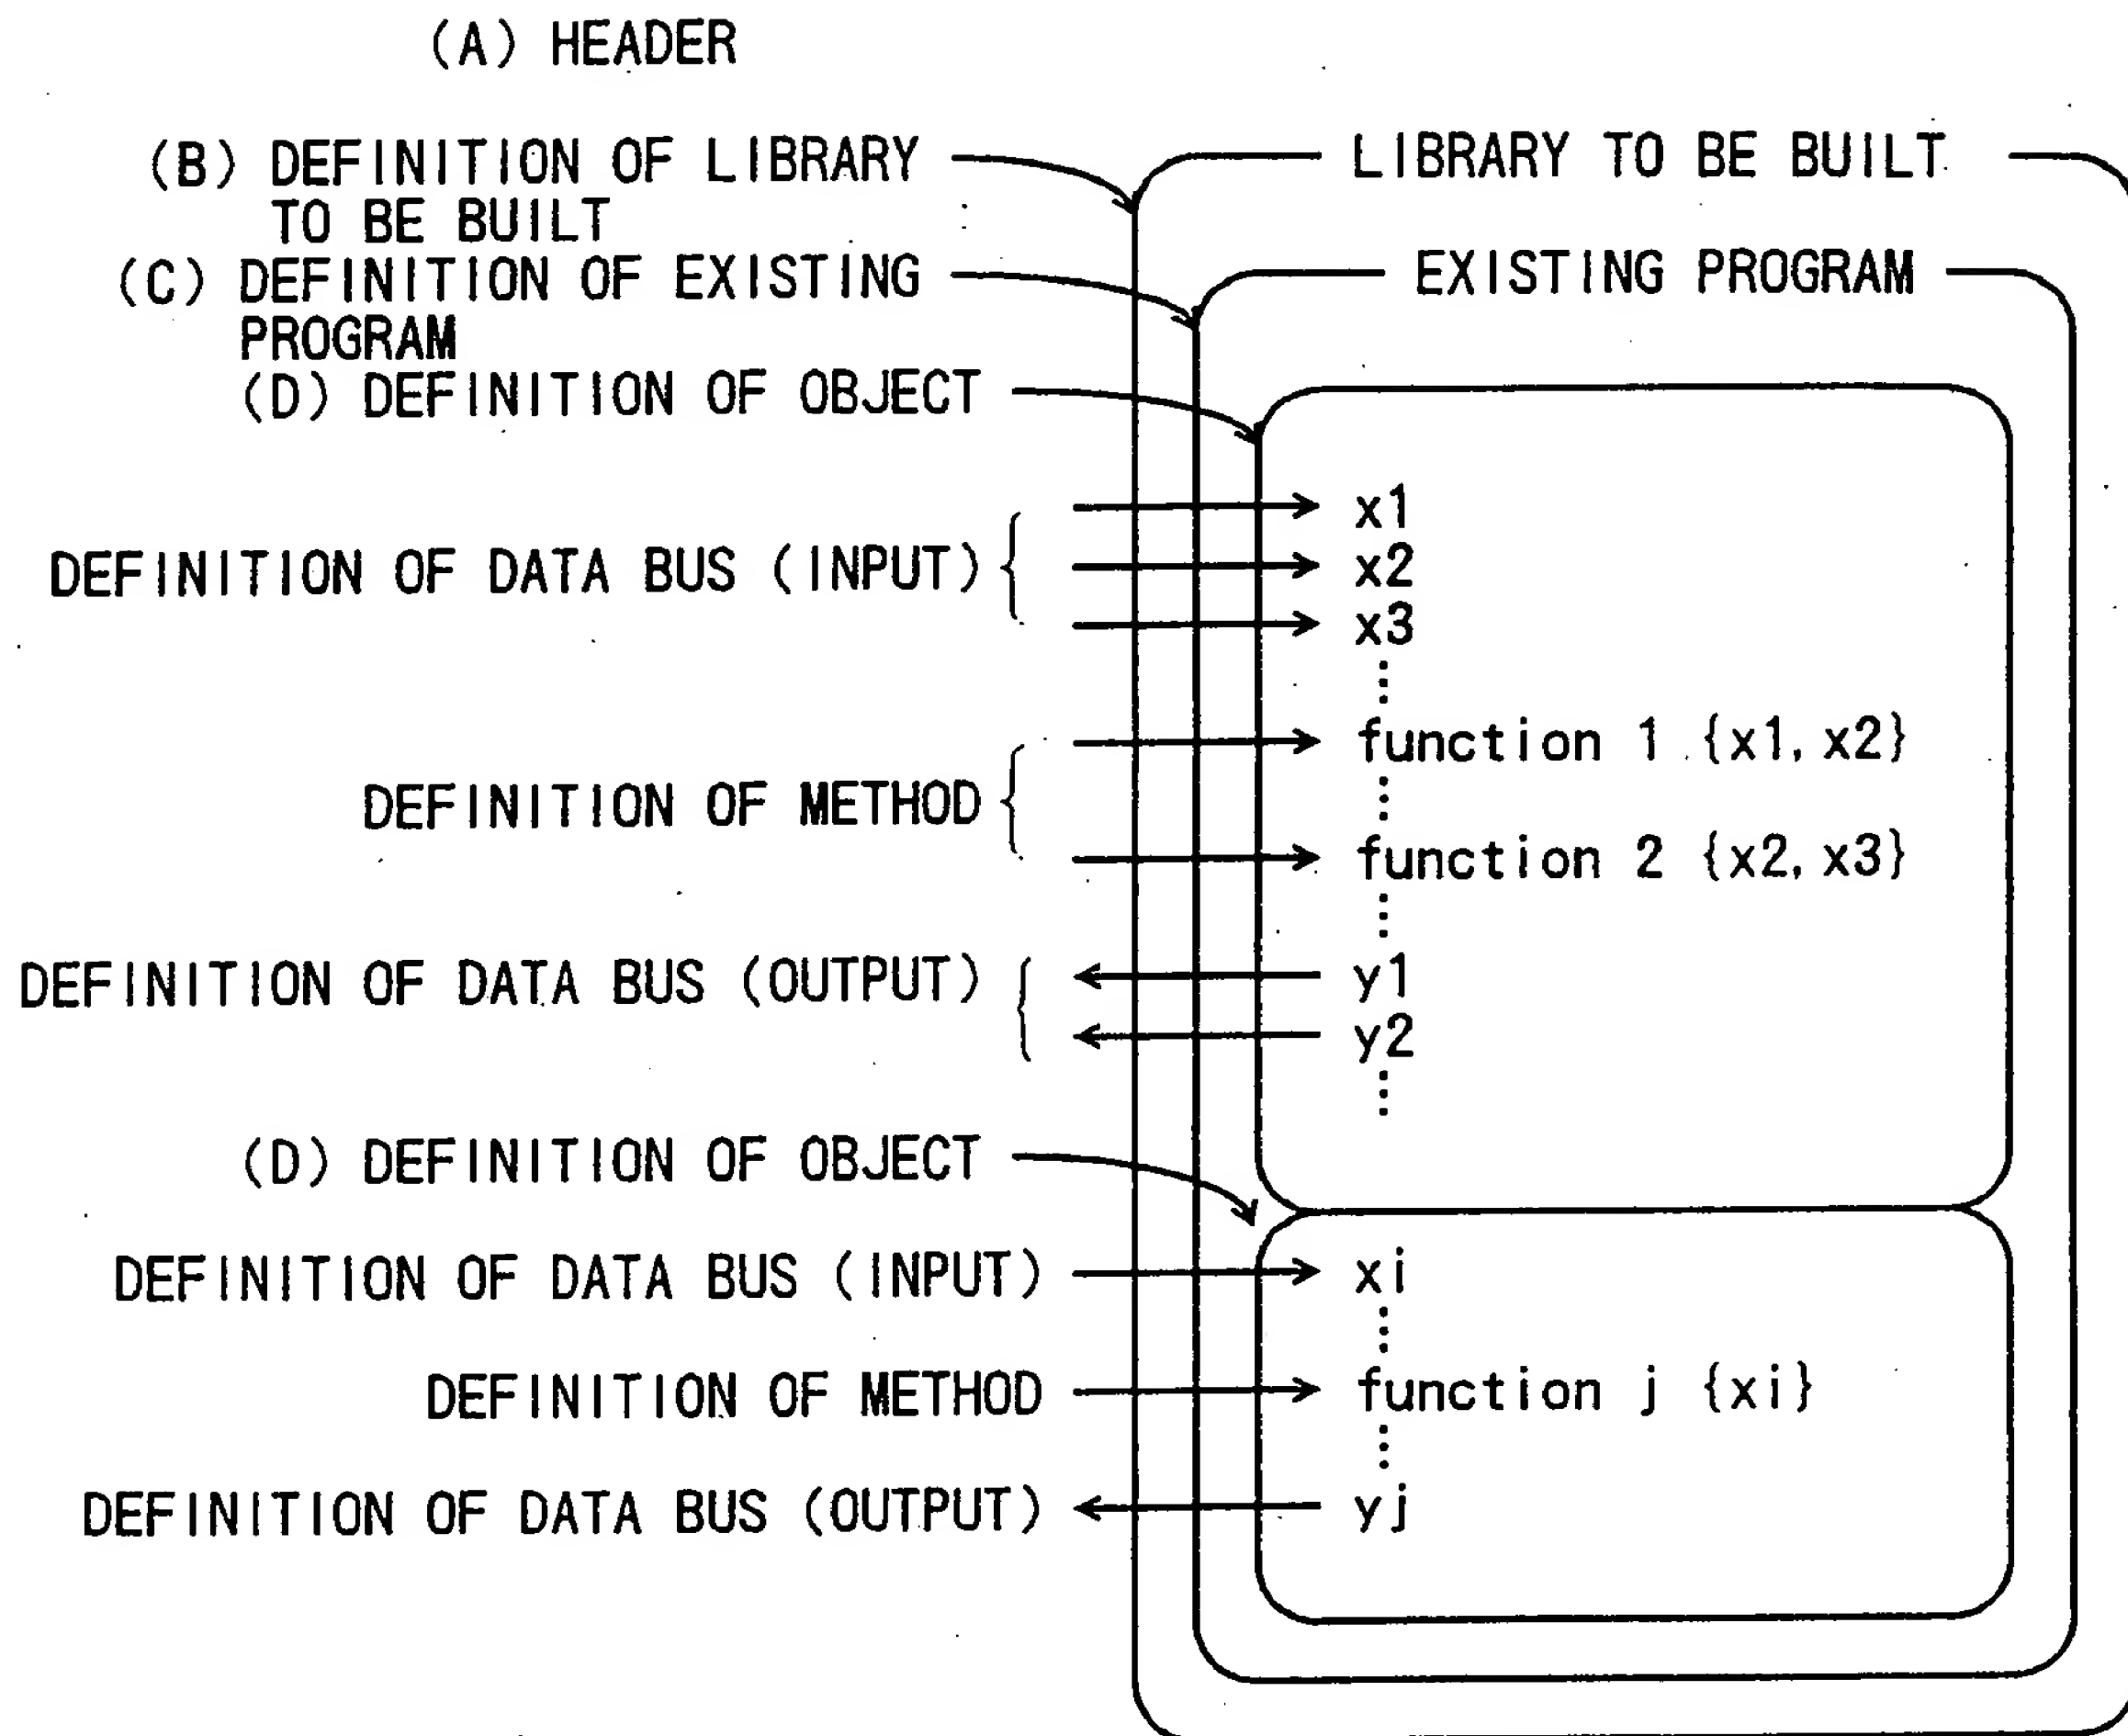 (A) HEADER
(B) DEFINITION OF LIBRARY
TO BE BUILT
LIBRARY TO BE BUILT
(C) DEFINITION OF EXISTING
PROGRAM
EXISTING PROGRAM
(D) DEFINITION OF OBJECT
DEFINITION OF DATA BUS (INPUT)
x1
x2
x3
DEFINITION OF METHOD
function 1 {x1, x2}
function 2 {x2, x3}
DEFINITION OF DATA BUS (OUTPUT)
y1
y2
(D) DEFINITION OF OBJECT
DEFINITION OF DATA BUS (INPUT)
xi
DEFINITION OF METHOD
function j {xi}
DEFINITION OF DATA BUS (OUTPUT)
yj